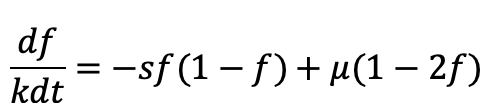 df/kdt = −sf(1 − f) + μ(1 − 2f)